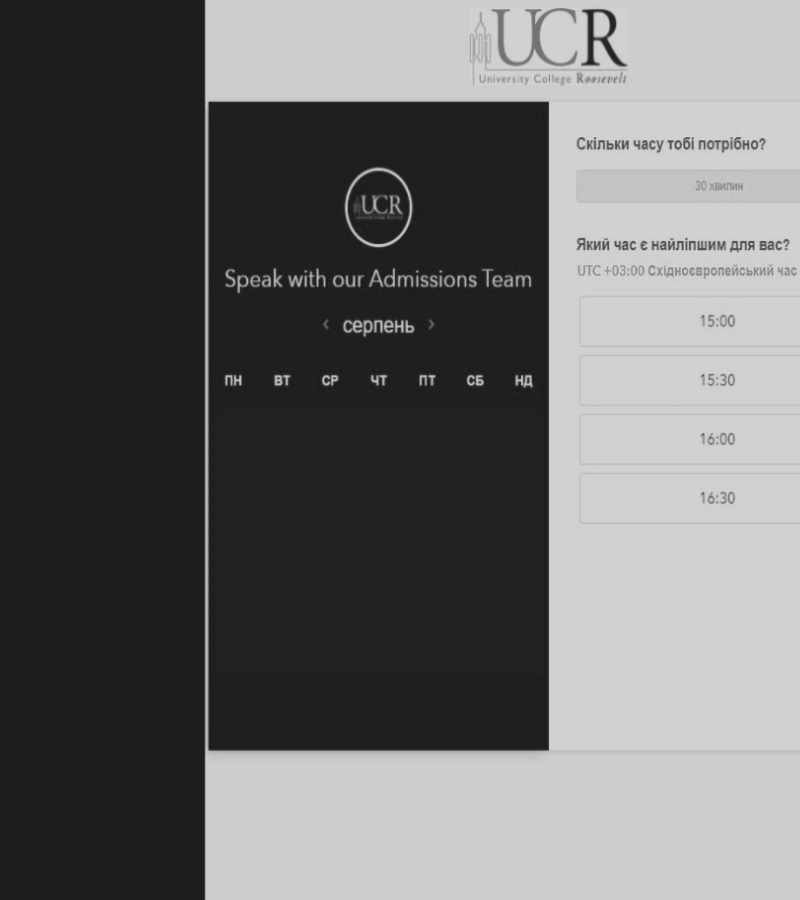 UCR
University College Roosevelt
UCR
Speak with our Admissions Team
‹ серпень ›
ПН ВТ СР ЧТ ПТ СБ НД
Скільки часу тобі потрібно?
30 хвилин
Який час є найліпшим для вас?
UTC +03:00 Східноєвропейський час
15:00
15:30
16:00
16:30